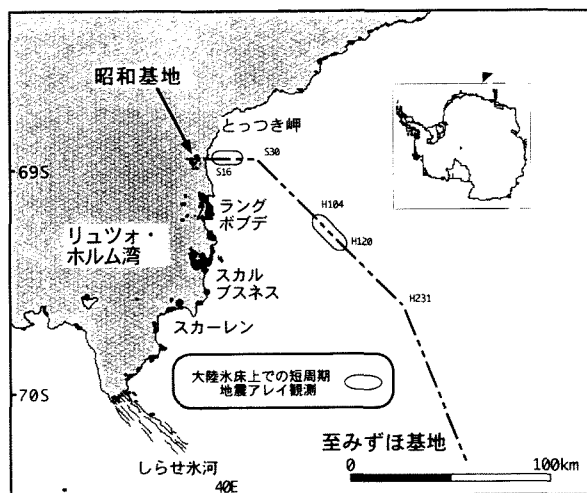 昭和基地
とっつき岬
69S
S16
S30
ラング
ボブデ
H104
H120
リュツォ・
ホルム湾
スカル
ブスネス
H231
スカーレン
大陸氷床上での短周期
地震アレイ観測
70S
至みずほ基地
しらせ氷河
40E
0
100km